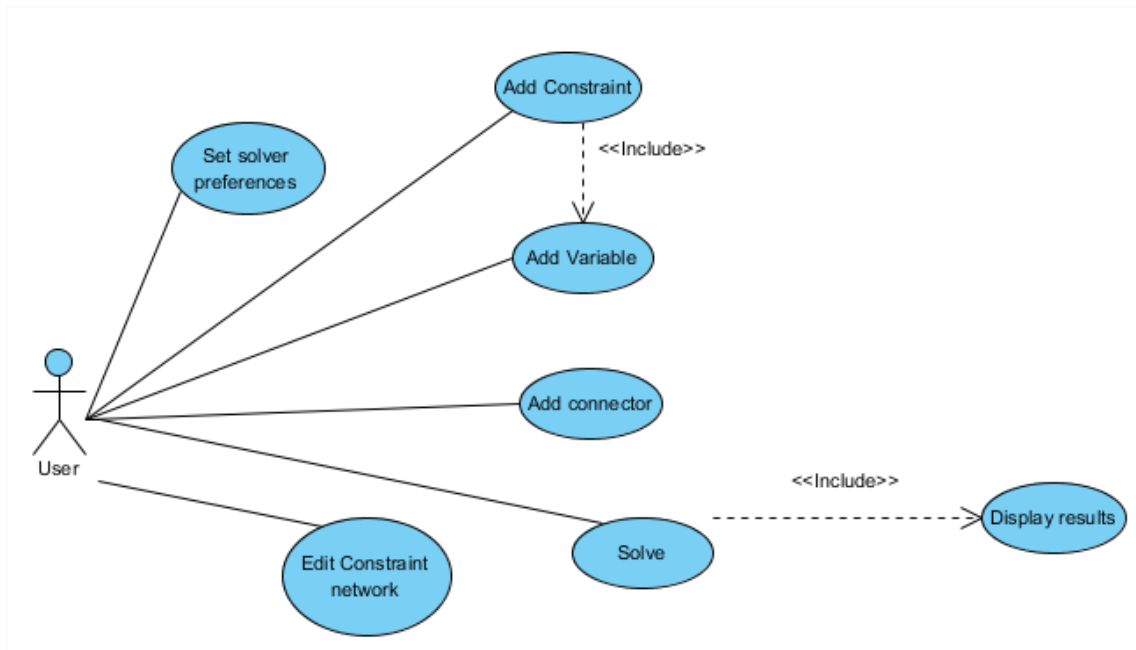 Add Constraint
<<Include>>
Set solver
preferences
Add Variable
Add connector
User
<<Include>>
Display results
Solve
Edit Constraint
network